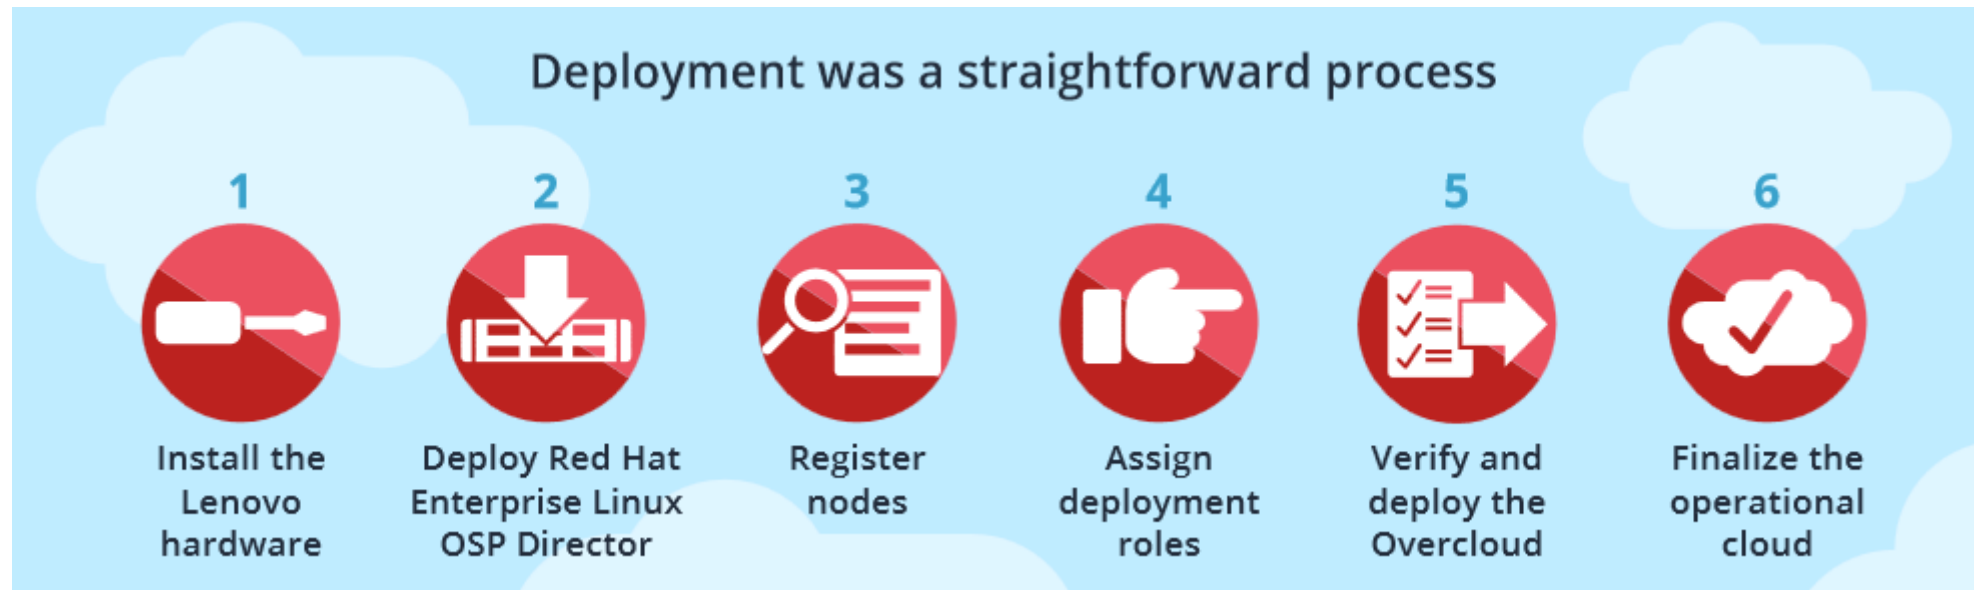 Deployment was a straightforward process
1
Install the
Lenovo
hardware
2
Deploy Red Hat
Enterprise Linux
OSP Director
3
Register
nodes
4
Assign
deployment
roles
5
Verify and
deploy the
Overcloud
6
Finalize the
operational
cloud